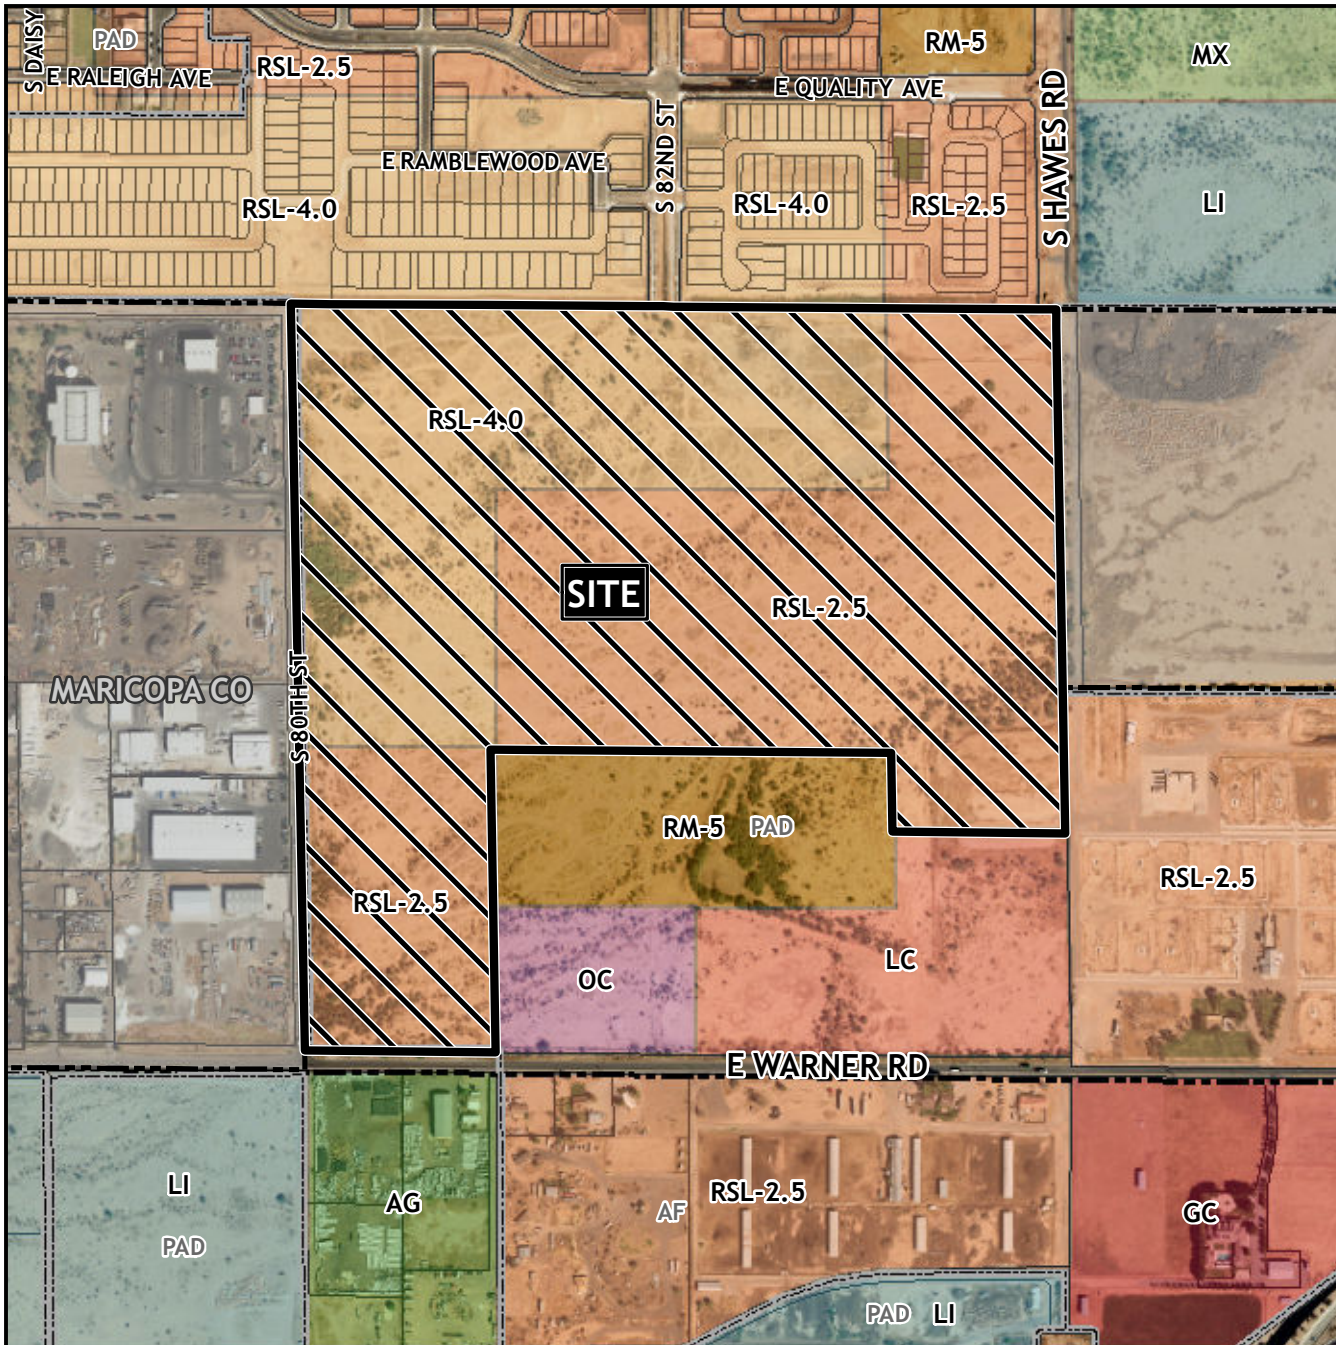 S DAISY
PAD
E RALEIGH AVE
RSL-2.5
RM-5
MX
E QUALITY AVE
S HAWES RD
S 82ND ST
E RAMBLEWOOD AVE
RSL-4.0
RSL-4.0
RSL-2.5
LI
RSL-4.0
SITE
RSL-2.5
MARICOPA CO
S 80TH ST
RM-5 PAD
RSL-2.5
RSL-2.5
OC
LC
E WARNER RD
LI
PAD
AG
AF
RSL-2.5
GC
PAD LI